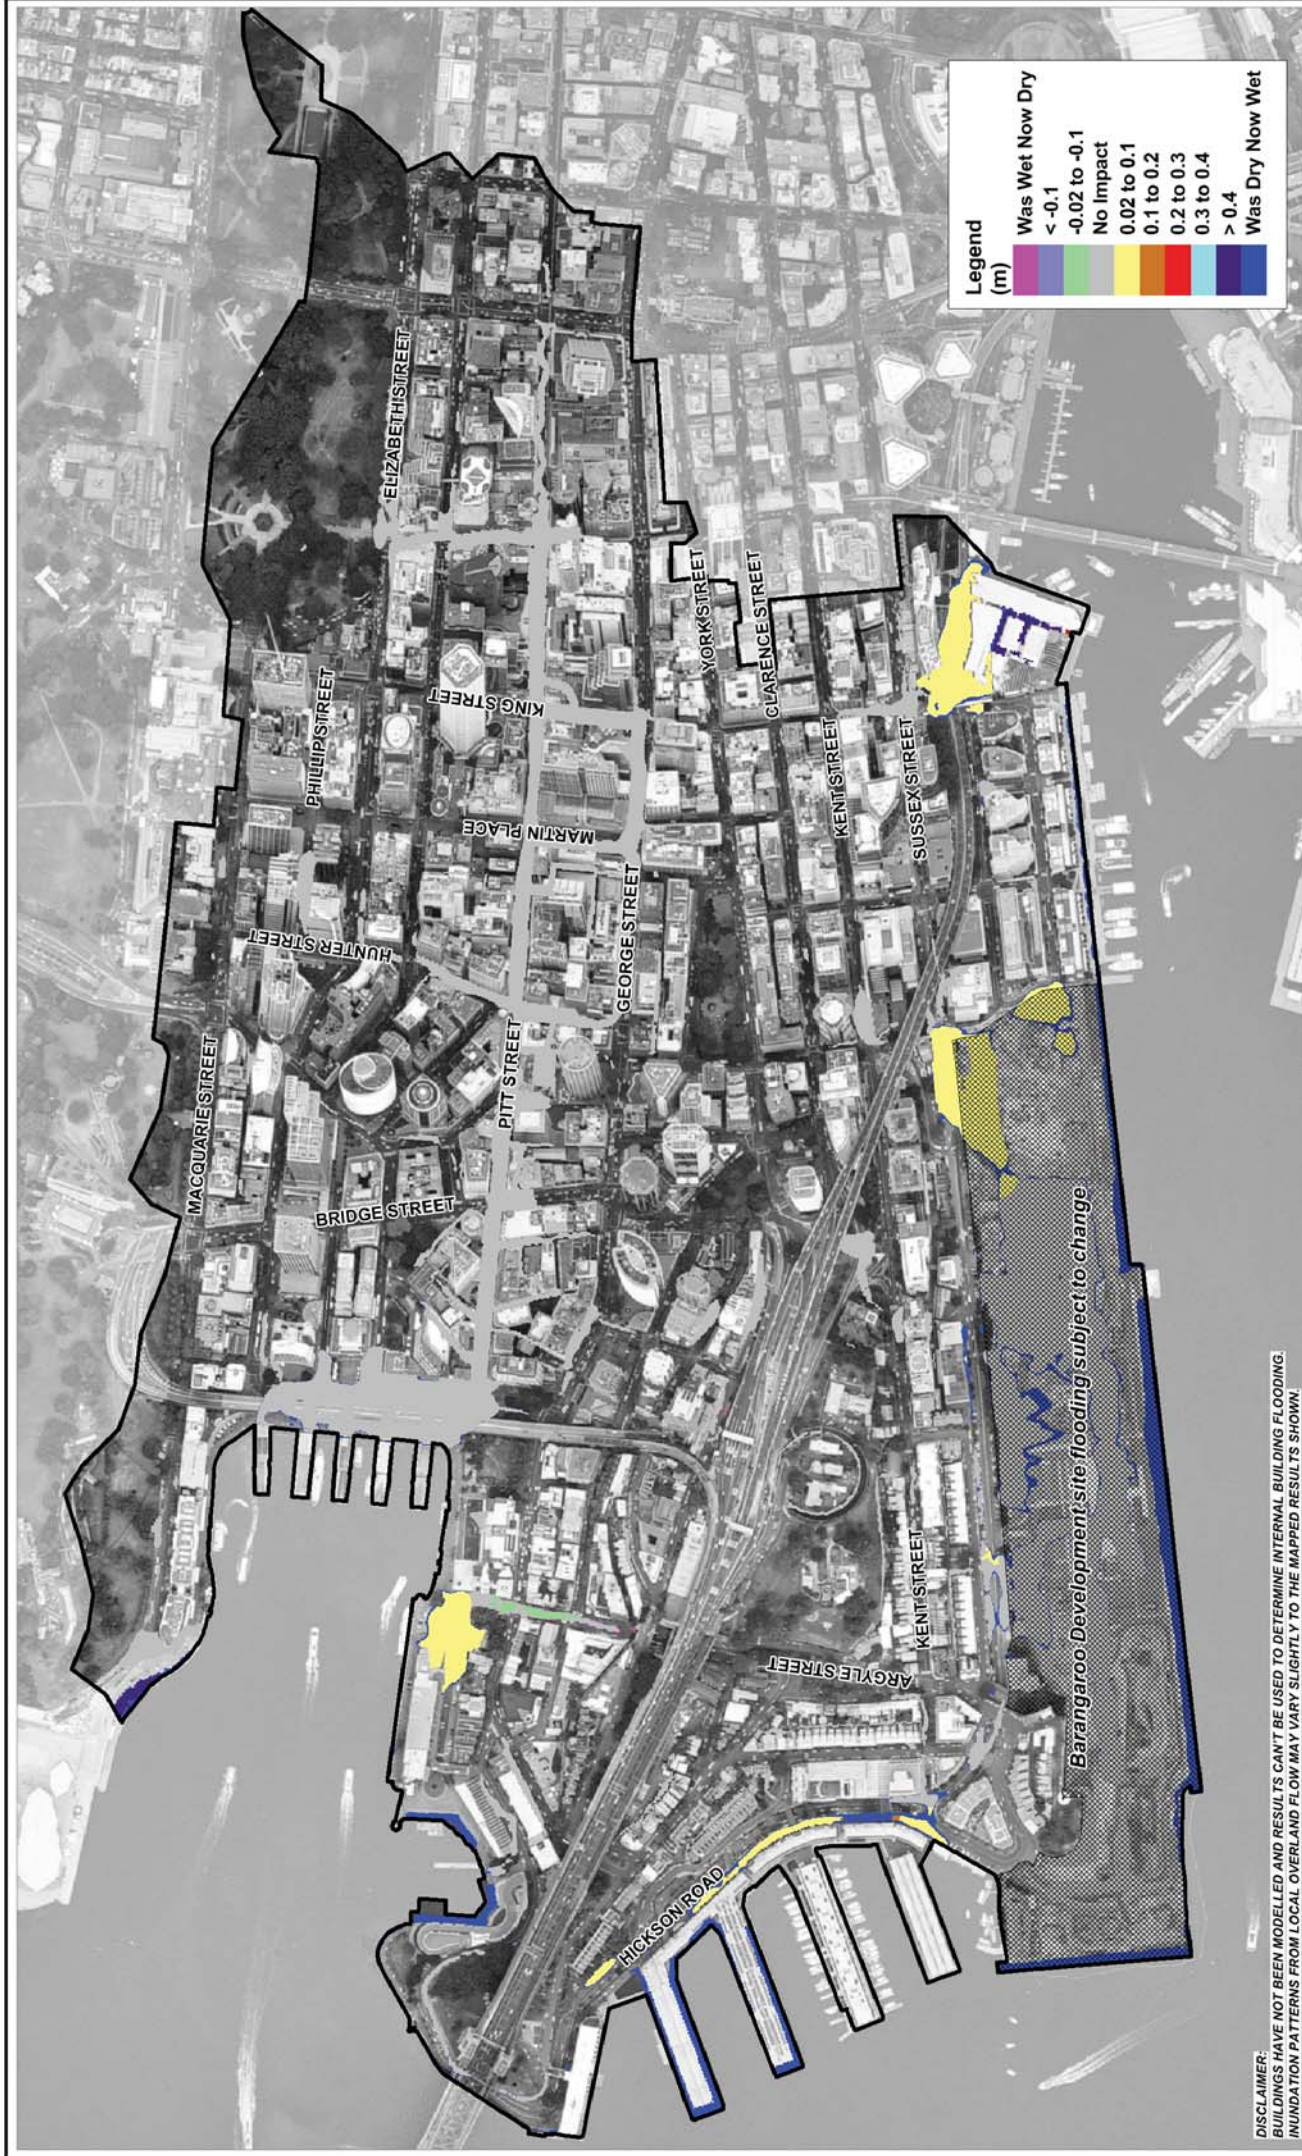 Legend
(m)
Was Wet Now Dry
< -0.1
-0.02 to -0.1
No Impact
0.02 to 0.1
0.1 to 0.2
0.2 to 0.3
0.3 to 0.4
> 0.4
Was Dry Now Wet
ELIZABETH STREET
PHILLIP STREET
KING STREET
YORK STREET
CLARENCE STREET
MARTIN PLACE
KENT STREET
SUSSEX STREET
HUNTER STREET
GEORGE STREET
MACQUARIE STREET
PITT STREET
BRIDGE STREET
KENT STREET
ARGYLE STREET
HICKSON ROAD
Barangaroo Development site flooding subject to change
DISCLAIMER:
BUILDINGS HAVE NOT BEEN MODELLED AND RESULTS CAN'T BE USED TO DETERMINE INTERNAL BUILDING FLOODING.
INUNDATION PATTERNS FROM LOCAL OVERLAND FLOW MAY VARY SLIGHTLY TO THE MAPPED RESULTS SHOWN.